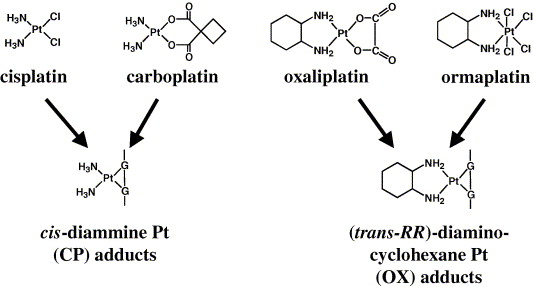 H₃N Cl
Pt
H₃N Cl
cisplatin
O
H₃N O C
Pt
H₃N O C
O
carboplatin
O
NH₂ O C
Pt
NH₂ O C
O
oxaliplatin
Cl
NH₂ Cl
Pt
NH₂ Cl
Cl
ormaplatin
H₃N G
Pt
H₃N G
cis-diammine Pt
(CP) adducts
NH₂ G
Pt
NH₂ G
(trans-RR)-diamino-
cyclohexane Pt
(OX) adducts